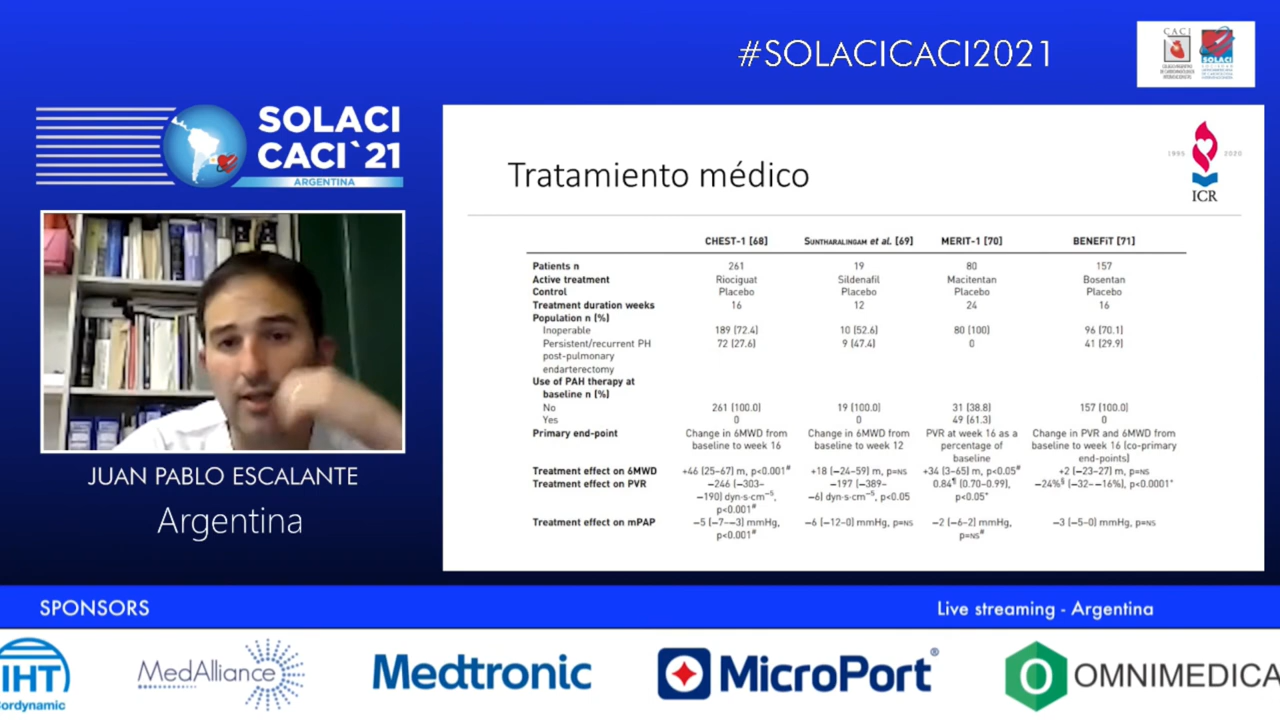 #SOLACICACI2021
CACI
SOLACI
SOLACI
CACI`21
ARGENTINA
JUAN PABLO ESCALANTE
Argentina
1995 2020
ICR
Tratamiento médico
CHEST-1 [68] SUNTHARALINGAM et al. [69] MERIT-1 [70] BENEFiT [71]
Patients n 261 19 80 157
Active treatment Riociguat Sildenafil Macitentan Bosentan
Control Placebo Placebo Placebo Placebo
Treatment duration weeks 16 12 24 16
Population n (%)
Inoperable 189 (72.4) 10 (52.6) 80 (100) 96 (70.1)
Persistent/recurrent PH 72 (27.6) 9 (47.4) 0 41 (29.9)
post-pulmonary
endarterectomy
Use of PAH therapy at
baseline n (%)
No 261 (100.0) 19 (100.0) 31 (38.8) 157 (100.0)
Yes 0 0 49 (61.3) 0
Primary end-point Change in 6MWD from Change in 6MWD from PVR at week 16 as a Change in PVR and 6MWD from
baseline to week 16 baseline to week 12 percentage of baseline to week 16 (co-primary
baseline end-points)
Treatment effect on 6MWD +46 (25–67) m, p<0.001# +18 (−24–59) m, p=NS +34 (3–65) m, p<0.05# +2 (−23–27) m, p=NS
Treatment effect on PVR −246 (−303– −197 (−389– 0.84¶ (0.70–0.99), −24%§ (−32–−16%), p<0.0001+
−190) dyn·s·cm−5, −6) dyn·s·cm−5, p<0.05 p<0.05+
p<0.001#
Treatment effect on mPAP −5 (−7–−3) mmHg, −6 (−12–0) mmHg, p=NS −2 (−6–2) mmHg, −3 (−5–0) mmHg, p=NS
p<0.001# p=NS#
SPONSORS
Live streaming - Argentina
IHT
ordynamic
MedAlliance
Medtronic
MicroPort®
OMNIMEDICA